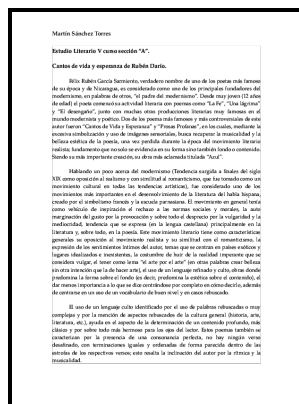 Martín Sánchez Torres
Estudio Literario V curso sección "A".
Cantos de vida y esperanza de Rubén Darío.
Félix Rubén García Sarmiento, verdadero nombre de uno de los poetas más famoso
de su época y de Nicaragua, es considerado como uno de los principales fundadores del
modernismo, en palabras de otros, "el padre del modernismo". Desde muy joven (12 años
de edad) el poeta comenzó su actividad literaria con poemas como "La Fe", "Una lágrima"
y "El desengaño", junto con muchas otras producciones literarias muy famosas en el
mundo modernista y poético. Dos de los poemas más famosos y más controversiales de este
autor fueron "Cantos de Vida y Esperanza" y "Prosas Profanas", en los cuales, mediante la
excesiva simbolización y uso de imágenes sensoriales, busca recuperar la musicalidad y la
belleza estética de la poesía, una vez perdida durante la época del movimiento literario
realista; fundamento que no solo se evidencia en su forma sino también fondo o contenido.
Siendo su más importante creación, su obra más aclamada titulada "Azul".
Hablando un poco acerca del modernismo (Tendencia surgida a finales del siglo
XIX como oposición al realismo y con similitud al romanticismo, que fue tomado como un
movimiento cultural en todas las tendencias artísticas), fue considerado uno de los
movimientos más importantes en el desenvolvimiento de la literatura del habla hispana,
creado por el simbolismo francés y la escuela parnasiana. El movimiento en general tenía
como vehículo de inspiración el rechazo a las normas sociales y morales, la auto
marginación del gusto por la provocación y sobre todo el desprecio por la vulgaridad y la
mediocridad, tendencia que se expresa (en la lengua castellana) principalmente en la
literatura y, sobre todo, en la poesía. Este movimiento literario tiene como características
generales su oposición al movimiento realista y su similitud con el romanticismo, la
expresión de los sentimientos íntimos del autor, temas que se centran en países exóticos y
lugares idealizados e inexistentes, la costumbre de huir de la realidad imperante que se
considera vulgar, el tener como lema "el arte por el arte" (en otras palabras crear belleza
sin otra intención que la de hacer arte), el uso de un lenguaje refinado y culto, obras donde
predomina la forma sobre el fondo (es decir, predomina la estética sobre el contenido), el
dar menos importancia a lo que se dice centrándose por completo en cómo decirlo, además
de centrarse en un uso de un vocabulario de buen nivel y en casos rebuscado.
El uso de un lenguaje culto identificado por el uso de palabras rebuscadas o muy
complejas y por la mención de aspectos rebuscados de la cultura general (historia, arte,
literatura, etc.), ayuda en el aspecto de la determinación de un contenido profundo, más
clásico y por sobre todo más hermoso para los ojos del lector. Estos poemas también se
caracterizan por la presencia de una consonancia perfecta, no hay ningún verso
desafinado, con terminaciones iguales y ordenadas de forma parecida dentro de las
estrofas de los respectivos versos; esto resalta la inclinación del autor por la rítmica y la
musicalidad.